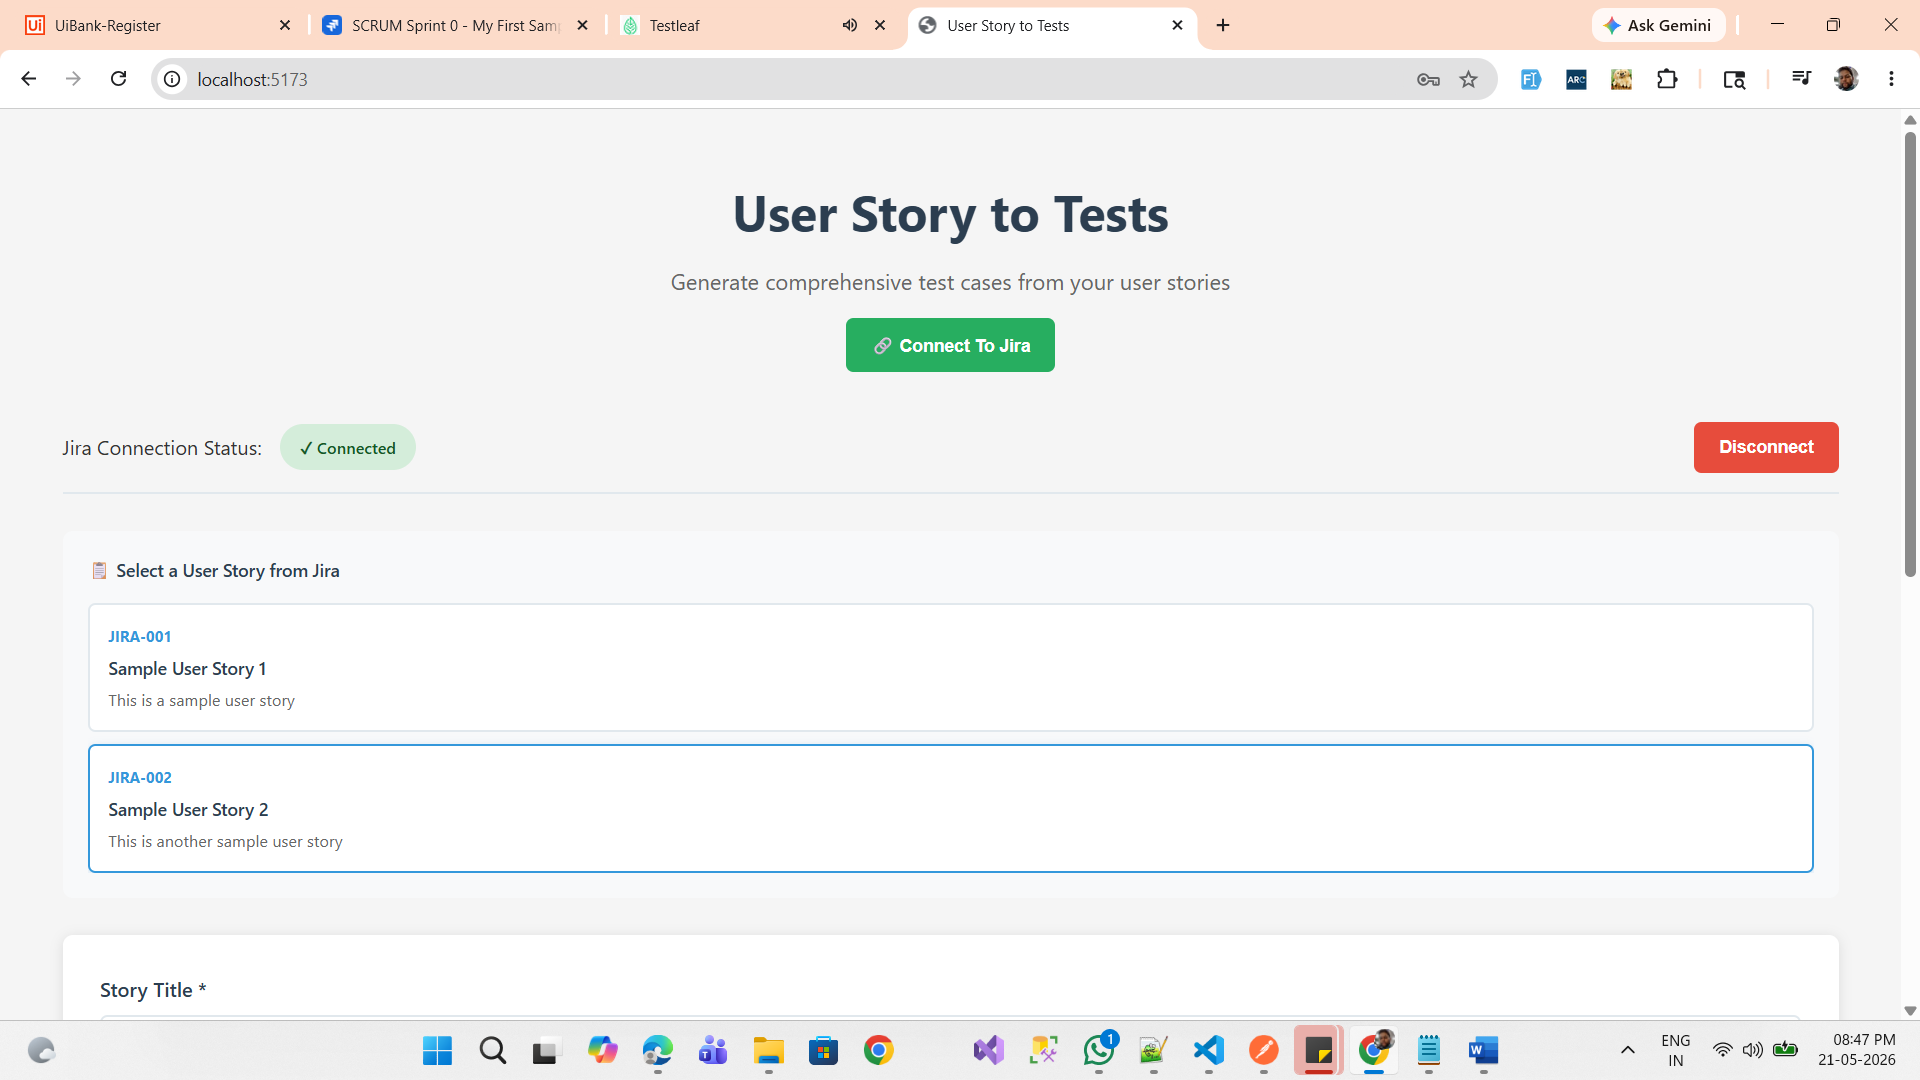 UiBank-Register
SCRUM Sprint 0 - My First Sam
Testleaf
User Story to Tests
Ask Gemini
localhost:5173
ARC
User Story to Tests
Generate comprehensive test cases from your user stories
Connect To Jira
Jira Connection Status:
✓ Connected
Disconnect
Select a User Story from Jira
JIRA-001
Sample User Story 1
This is a sample user story
JIRA-002
Sample User Story 2
This is another sample user story
Story Title *
1
ENG
IN
08:47 PM
21-05-2026